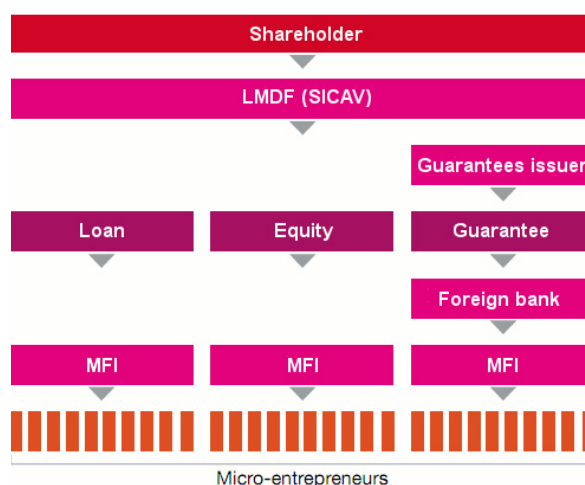 Shareholder
LMDF (SICAV)
Guarantees issuer
Loan
Equity
Guarantee
Foreign bank
MFI
MFI
MFI
Micro-entrepreneurs